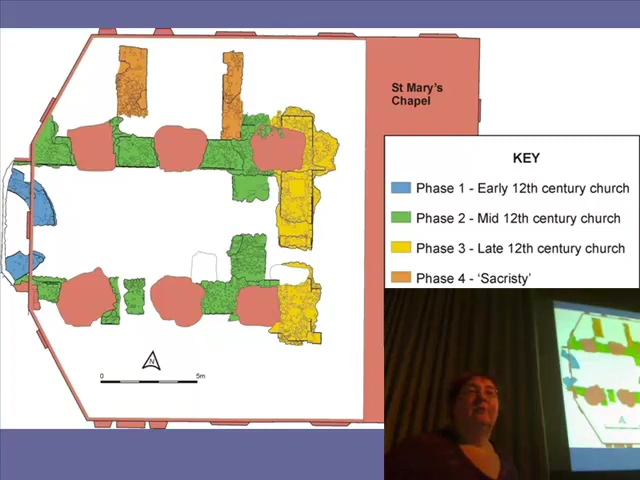 St Mary's
Chapel
KEY
Phase 1 - Early 12th century church
Phase 2 - Mid 12th century church
Phase 3 - Late 12th century church
Phase 4 - 'Sacristy'
N
0
5m